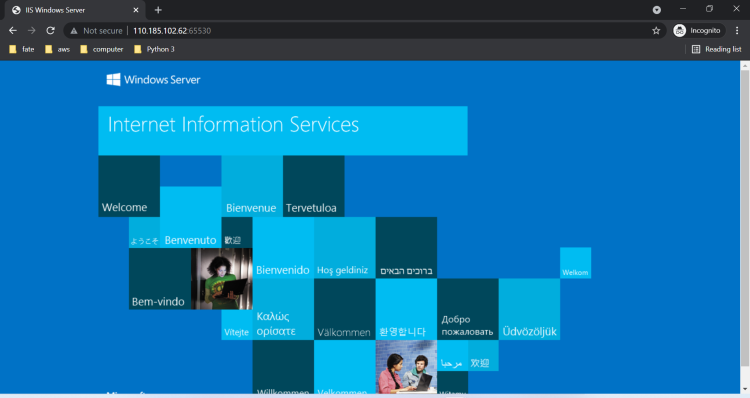 IIS Windows Server
Not secure | 110.185.102.62:65530
Incognito
fate aws computer Python 3
Reading list
Windows Server
Internet Information Services
Welcome
Bienvenue
Tervetuloa
ようこそ
Benvenuto
歡迎
Bienvenido
Hoş geldiniz
ברוכים הבאים
Welkom
Bem-vindo
Vítejte
Καλώς
ορίσατε
Välkommen
환영합니다
Добро
пожаловать
Üdvözöljük
مرحبا
欢迎
Willkommen
Velkommen
Witamy
Microsoft